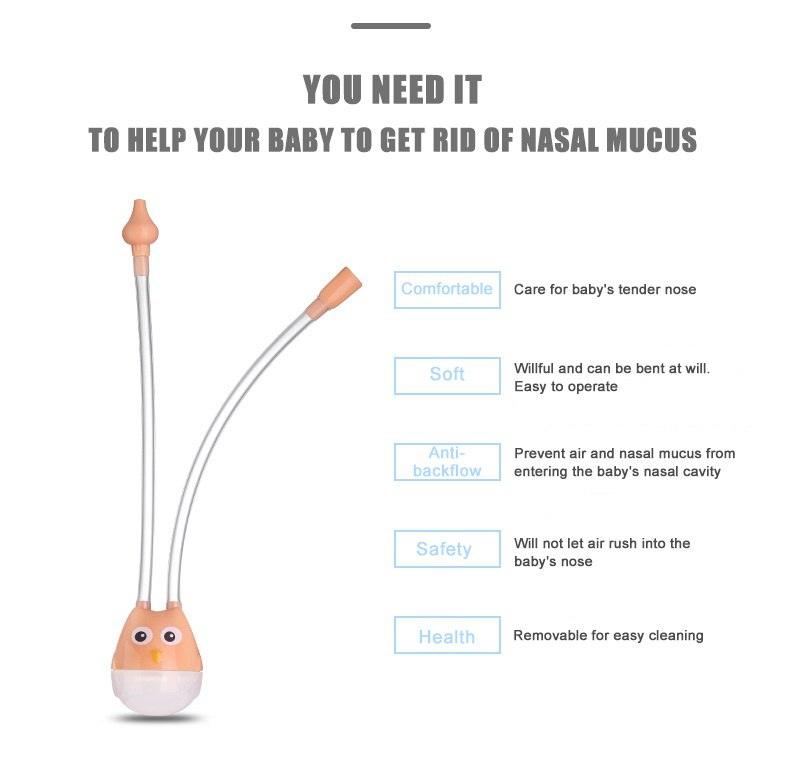 YOU NEED IT
TO HELP YOUR BABY TO GET RID OF NASAL MUCUS
Comfortable
Care for baby's tender nose
Soft
Willful and can be bent at will.
Easy to operate
Anti-
backflow
Prevent air and nasal mucus from
entering the baby's nasal cavity
Safety
Will not let air rush into the
baby's nose
Health
Removable for easy cleaning